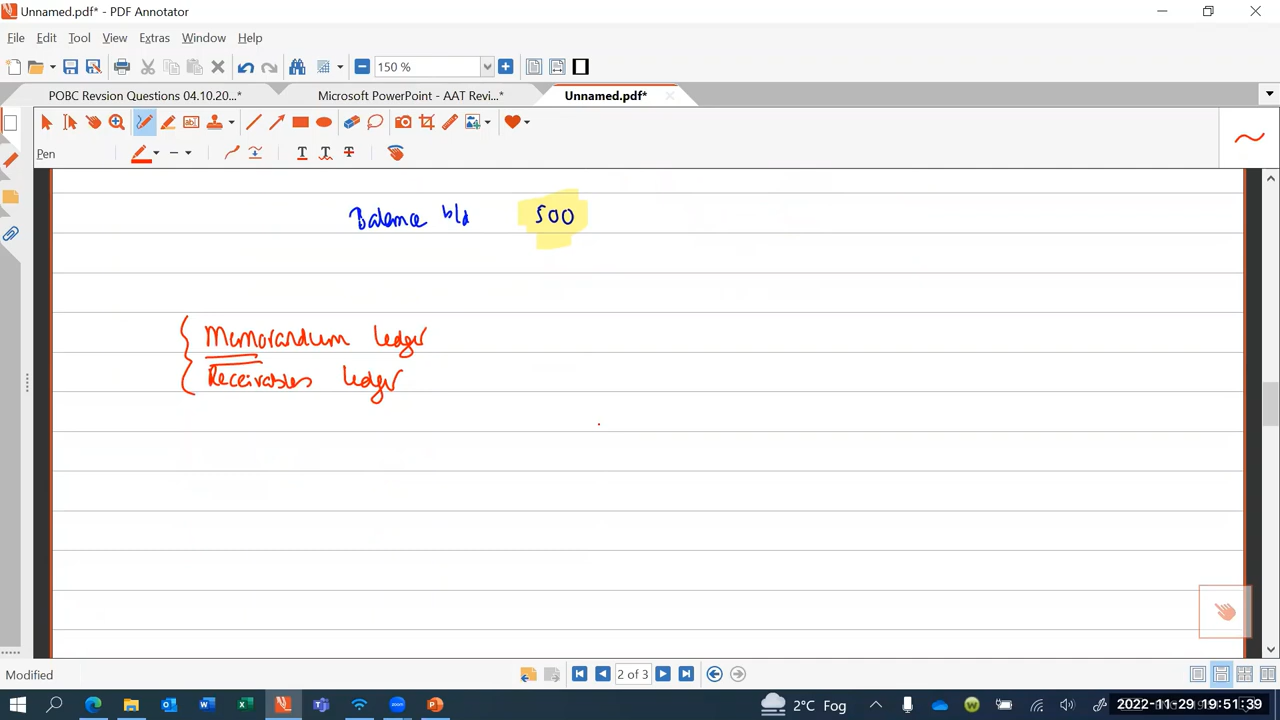 Unnamed.pdf* - PDF Annotator
File Edit Tool View Extras Window Help
150 %
POBC Revsion Questions 04.10.20...* Microsoft PowerPoint - AAT Revi...* Unnamed.pdf*
Pen
Balance b/d 500
Memorandum ledger
Receivables ledger
Modified
2 of 3
2°C Fog
2022-11-29 19:51:39